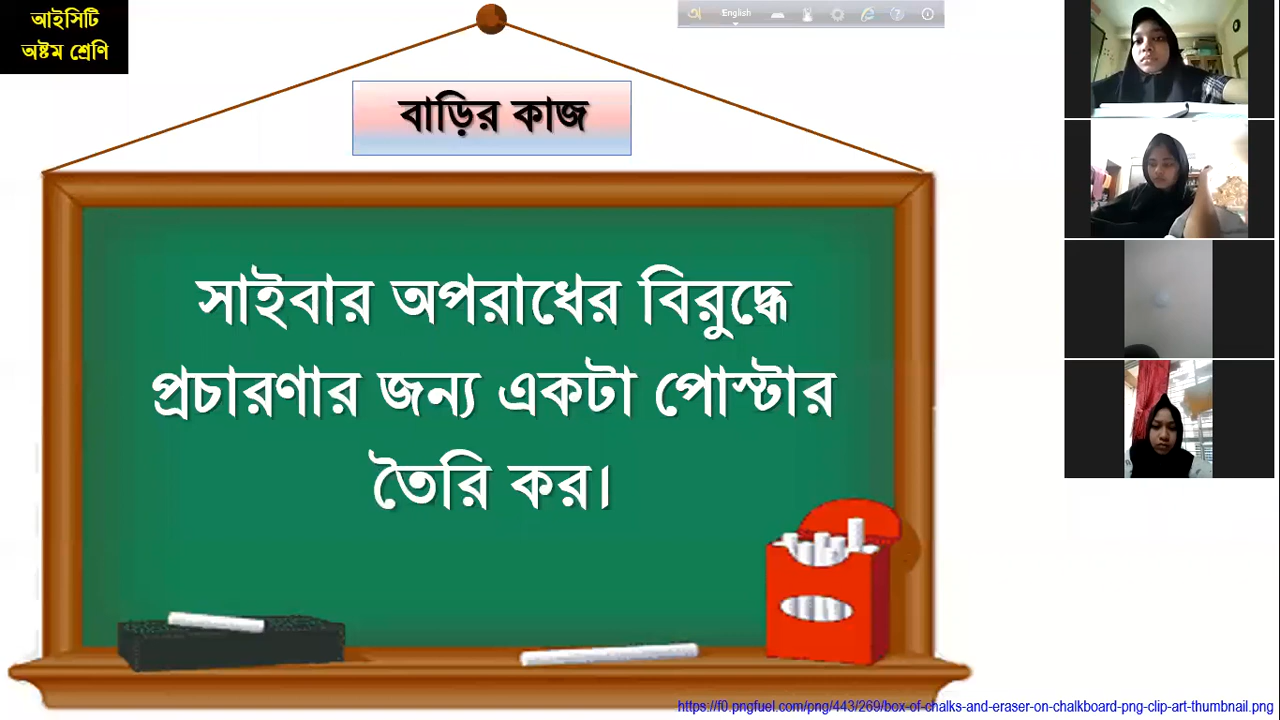 আইসিটি
অষ্টম শ্রেণি
English
বাড়ির কাজ
সাইবার অপরাধের বিরুদ্ধে
প্রচারণার জন্য একটা পোস্টার
তৈরি কর।
https://f0.pngfuel.com/png/443/269/box-of-chalks-and-eraser-on-chalkboard-png-clip-art-thumbnail.png